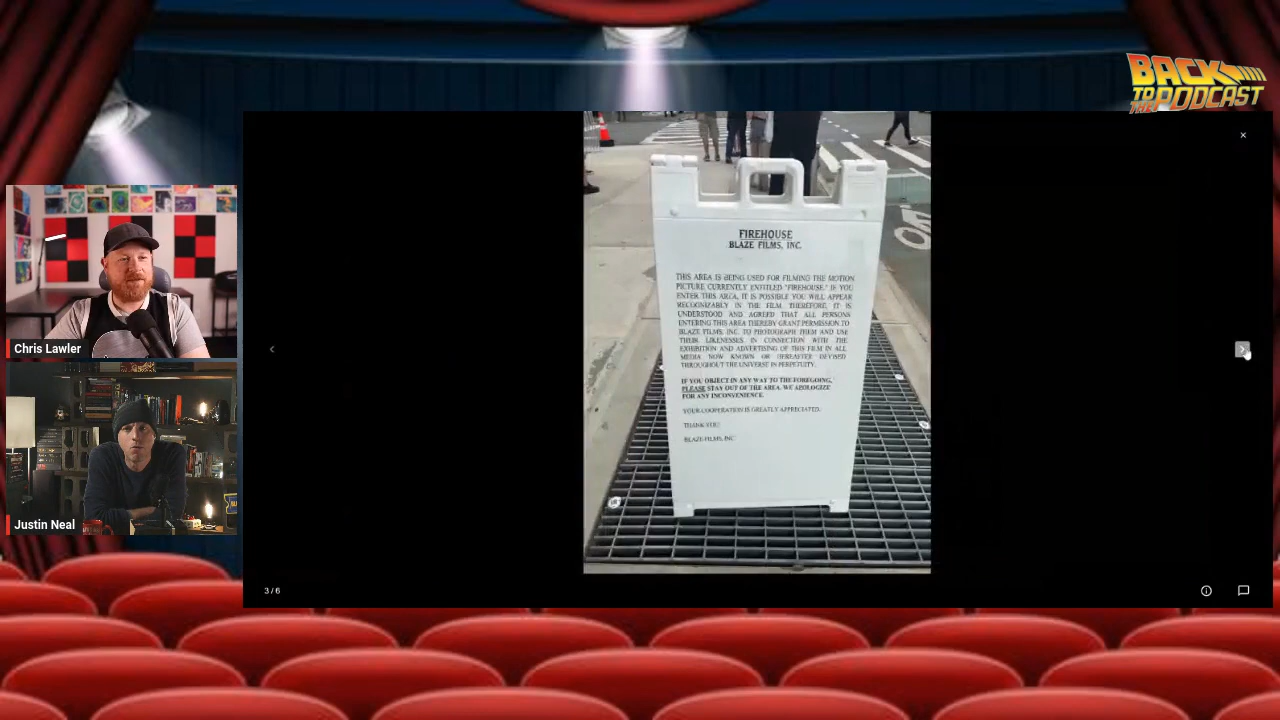 BACK
TO
THE PODCAST
FIREHOUSE
BLAZE FILMS, INC.
THIS AREA IS BEING USED FOR FILMING THE MOTION
PICTURE CURRENTLY ENTITLED "FIREHOUSE." IF YOU
ENTER THIS AREA, IT IS POSSIBLE YOU WILL APPEAR
RECOGNIZABLY IN THE FILM. THEREFORE, IT IS
UNDERSTOOD AND AGREED THAT ALL PERSONS
ENTERING THIS AREA THEREBY GRANT PERMISSION TO
BLAZE FILMS, INC. TO PHOTOGRAPH THEM AND USE
THEIR LIKENESSES IN CONNECTION WITH THE
EXHIBITION AND ADVERTISING OF THIS FILM IN ALL
MEDIA NOW KNOWN OR HEREAFTER DEVISED
THROUGHOUT THE UNIVERSE IN PERPETUITY.
IF YOU OBJECT IN ANY WAY TO THE FOREGOING,
PLEASE STAY OUT OF THE AREA. WE APOLOGIZE
FOR ANY INCONVENIENCE.
YOUR COOPERATION IS GREATLY APPRECIATED.
THANK YOU!
BLAZE FILMS, INC
Chris Lawler
Justin Neal
3 / 6